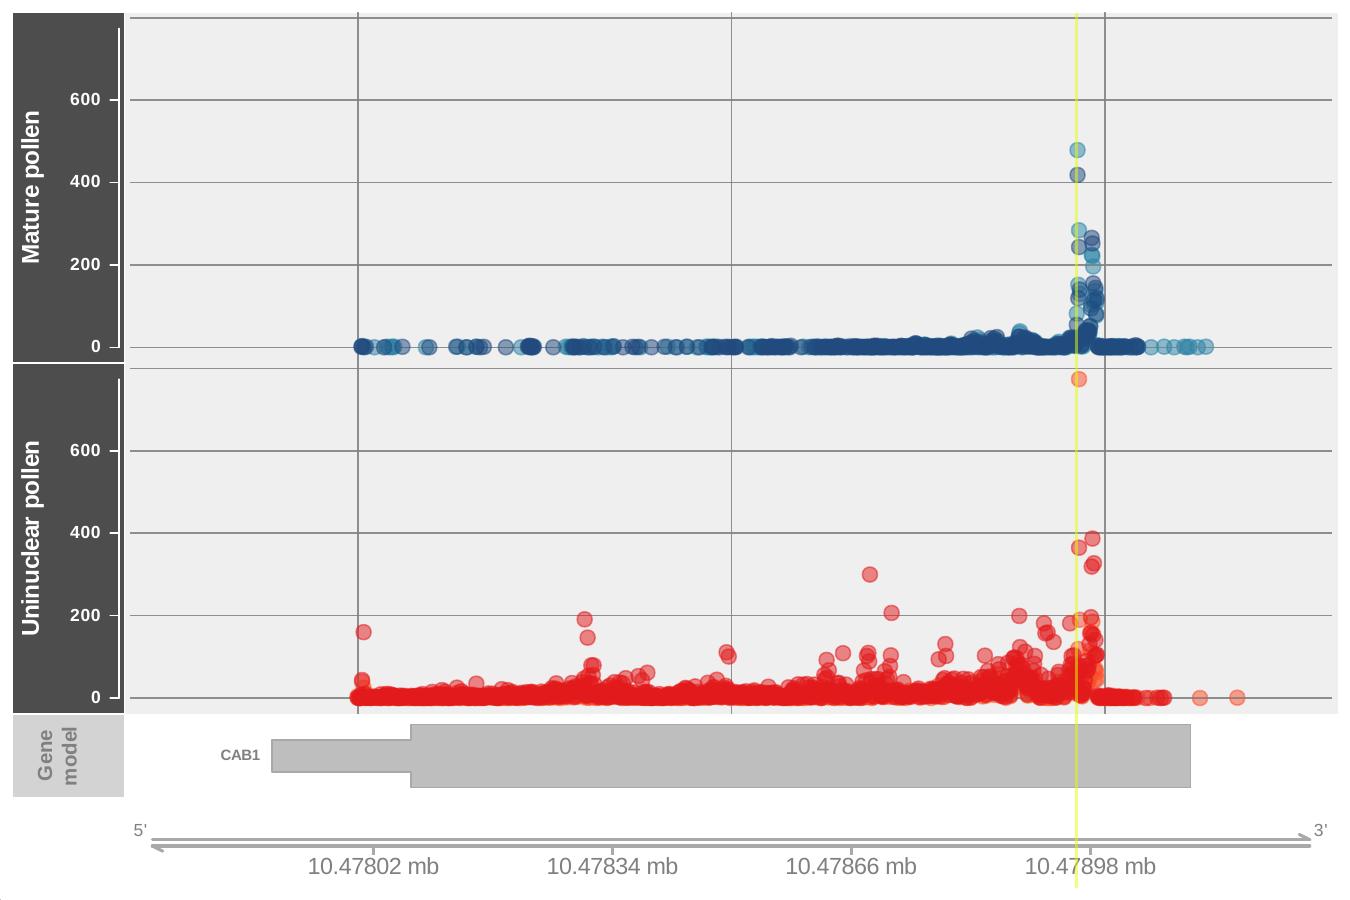 Mature pollen
600
400
200
0
Uninuclear pollen
600
400
200
0
Gene
model
CAB1
5'
3'
10.47802 mb
10.47834 mb
10.47866 mb
10.47898 mb